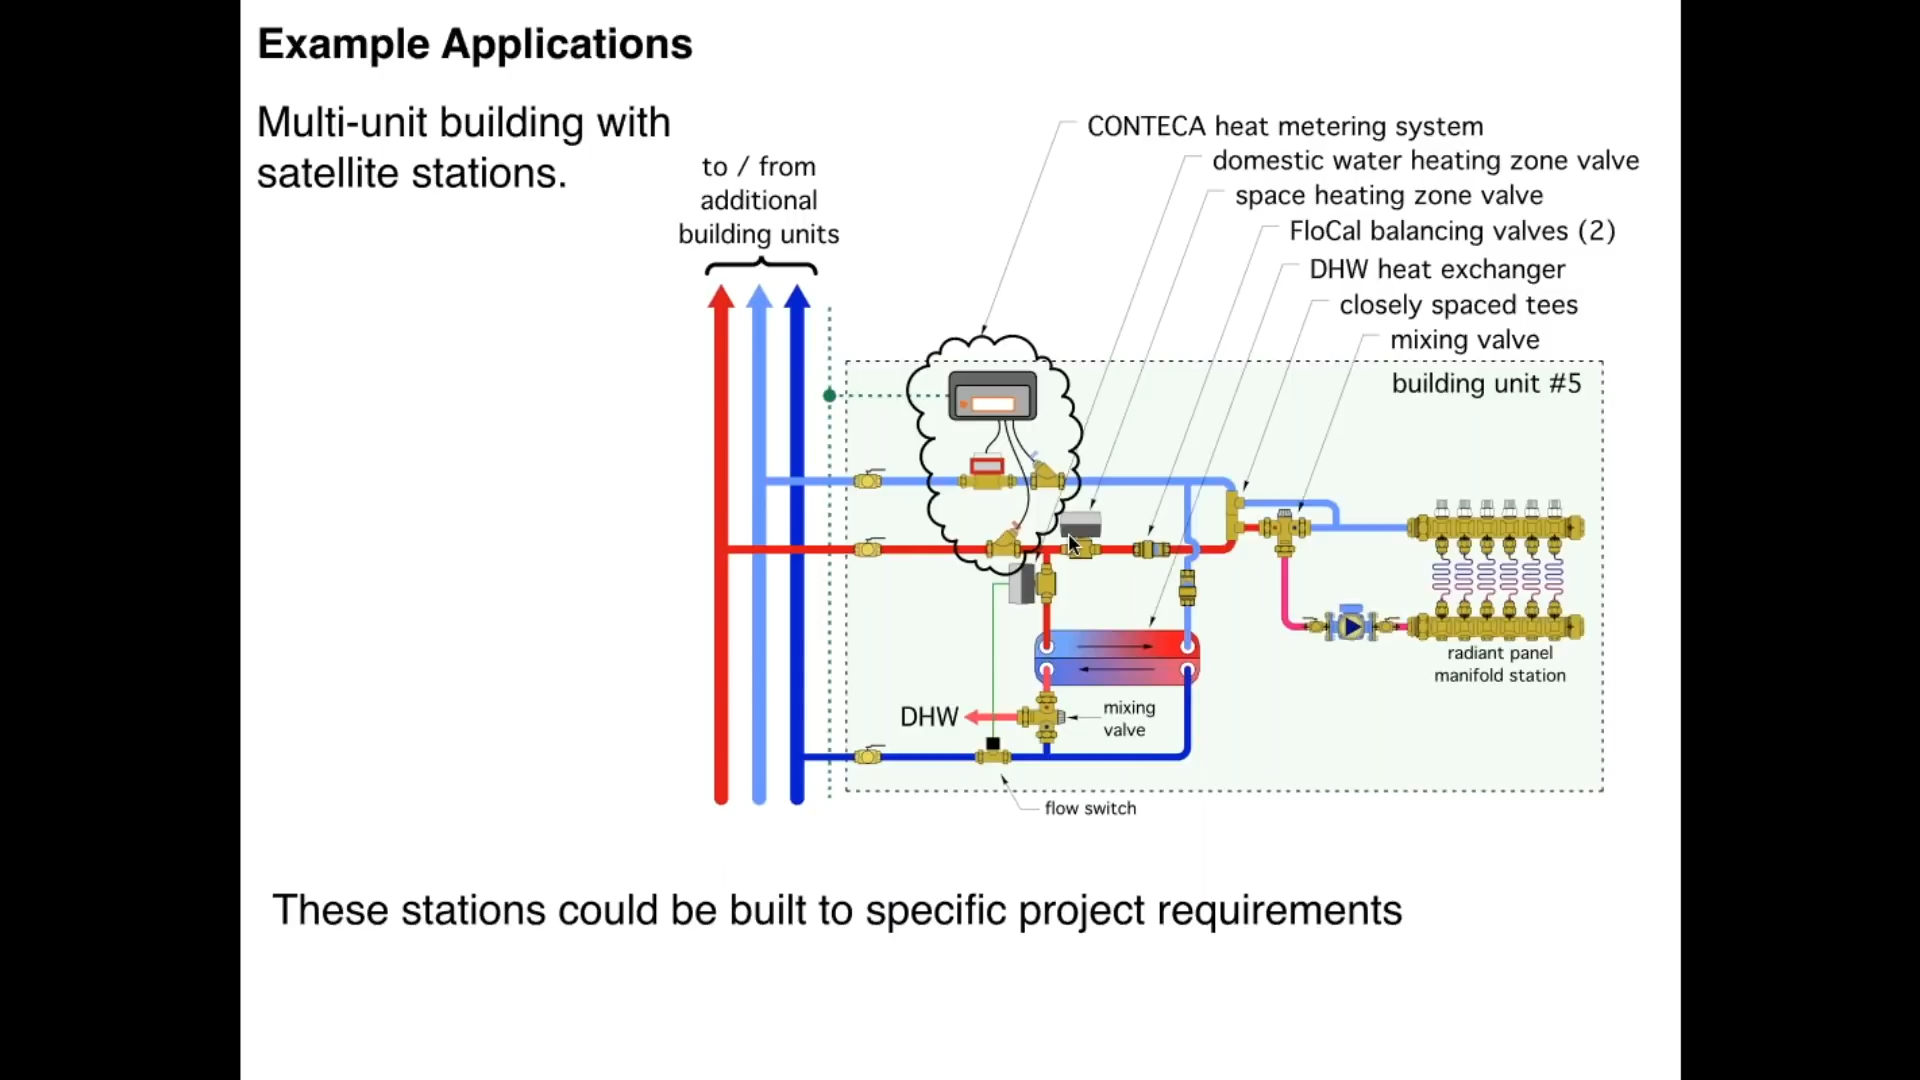 Example Applications
Multi-unit building with
satellite stations.
to / from
additional
building units
CONTECA heat metering system
domestic water heating zone valve
space heating zone valve
FloCal balancing valves (2)
DHW heat exchanger
closely spaced tees
mixing valve
building unit #5
radiant panel
manifold station
DHW
mixing
valve
flow switch
These stations could be built to specific project requirements